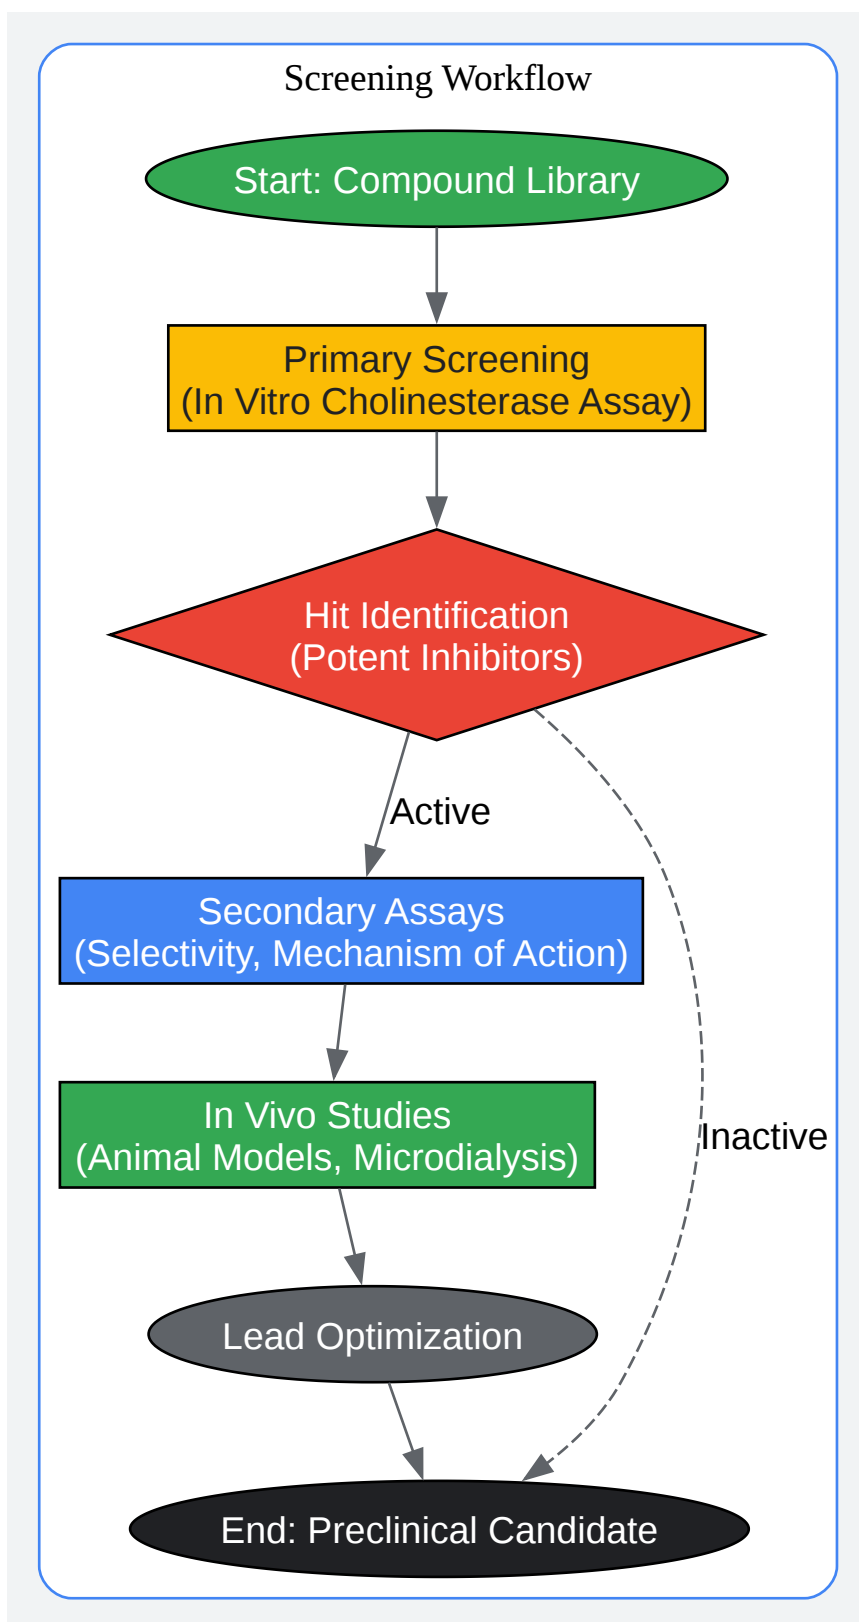 Screening Workflow
Start: Compound Library
Primary Screening
(In Vitro Cholinesterase Assay)
Hit Identification
(Potent Inhibitors)
Active
Secondary Assays
(Selectivity, Mechanism of Action)
In Vivo Studies
(Animal Models, Microdialysis)
Inactive
Lead Optimization
End: Preclinical Candidate